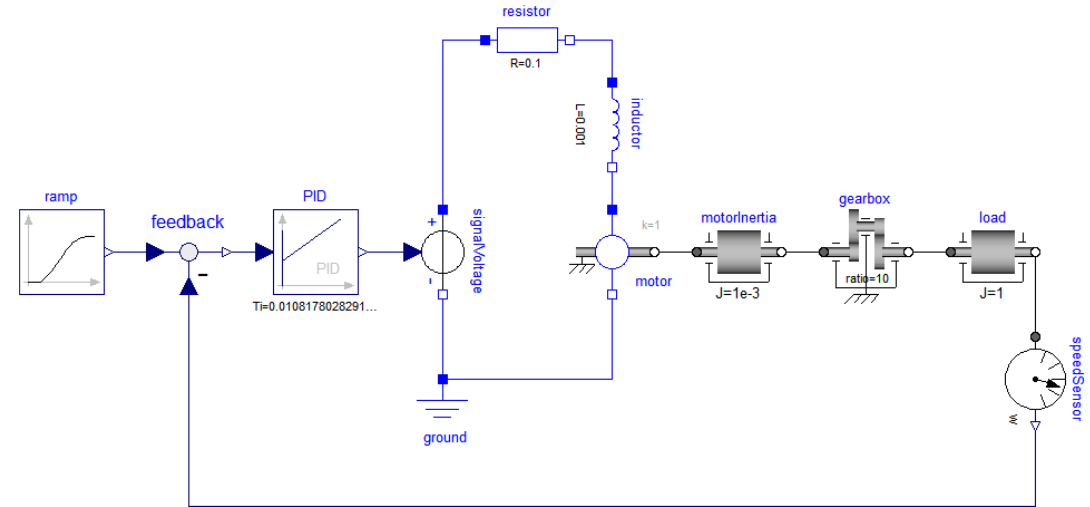 resistor
R=0.1
inductor
L=0.001
ramp
feedback
PID
PID
Ti=0.0108178028291...
+
signalVoltage
-
k=1
motor
motorInertia
J=1e-3
gearbox
ratio=10
load
J=1
speedSensor
w
ground